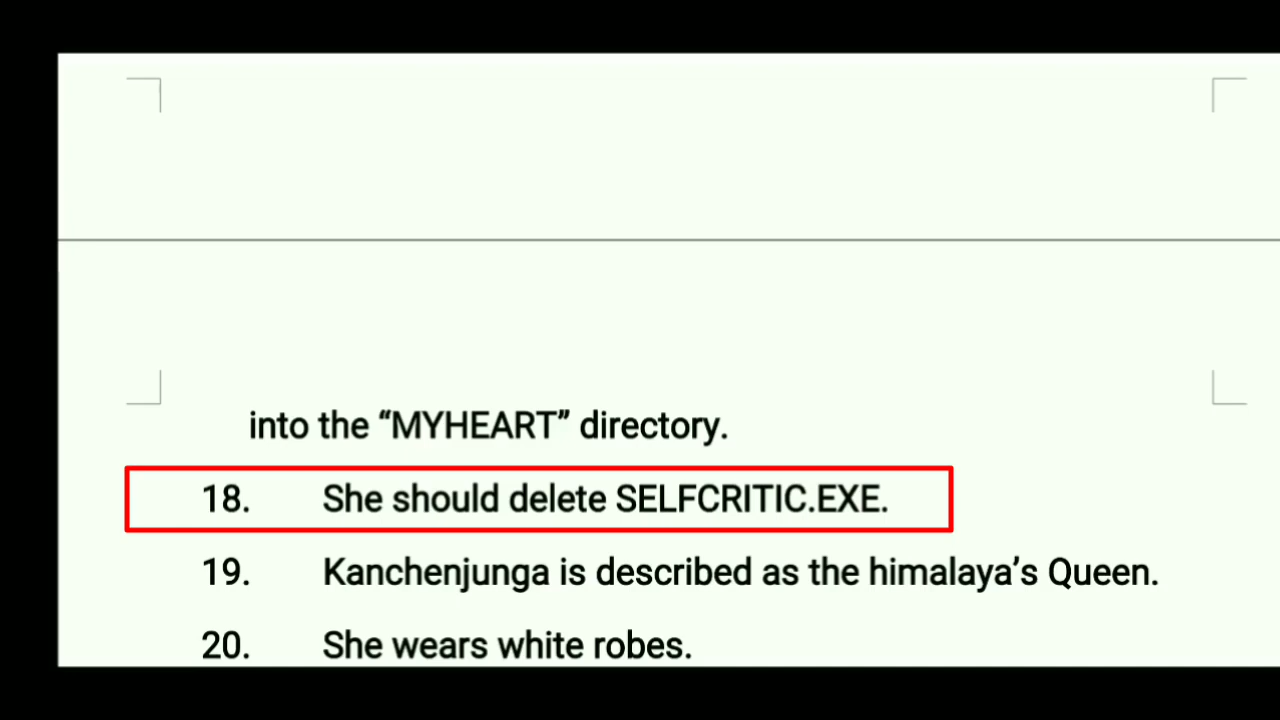 into the “MYHEART” directory.
18. She should delete SELFCRITIC.EXE.
19. Kanchenjunga is described as the himalaya’s Queen.
20. She wears white robes.